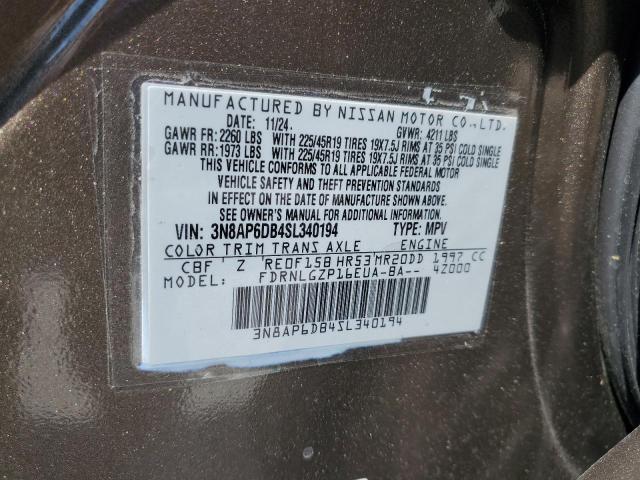 MANUFACTURED BY NISSAN MOTOR CO.,LTD.
DATE: 11/24. GVWR: 4211 LBS
GAWR FR: 2260 LBS WITH 225/45R19 TIRES 19X7.5J RIMS AT 35 PSI COLD SINGLE
GAWR RR: 1973 LBS WITH 225/45R19 TIRES 19X7.5J RIMS AT 35 PSI COLD SINGLE
THIS VEHICLE CONFORMS TO ALL APPLICABLE FEDERAL MOTOR
VEHICLE SAFETY AND THEFT PREVENTION STANDARDS
IN EFFECT ON THE DATE OF MANUFACTURE SHOWN ABOVE.
SEE OWNER'S MANUAL FOR ADDITIONAL INFORMATION.
VIN: 3N8AP6DB4SL340194 TYPE: MPV
COLOR TRIM TRANS AXLE ENGINE
CBF Z RE0F15B HR53 MR20DD 1997 CC
MODEL: FDRNLGZP16EUA-BA-- 42000
3N8AP6DB4SL340194